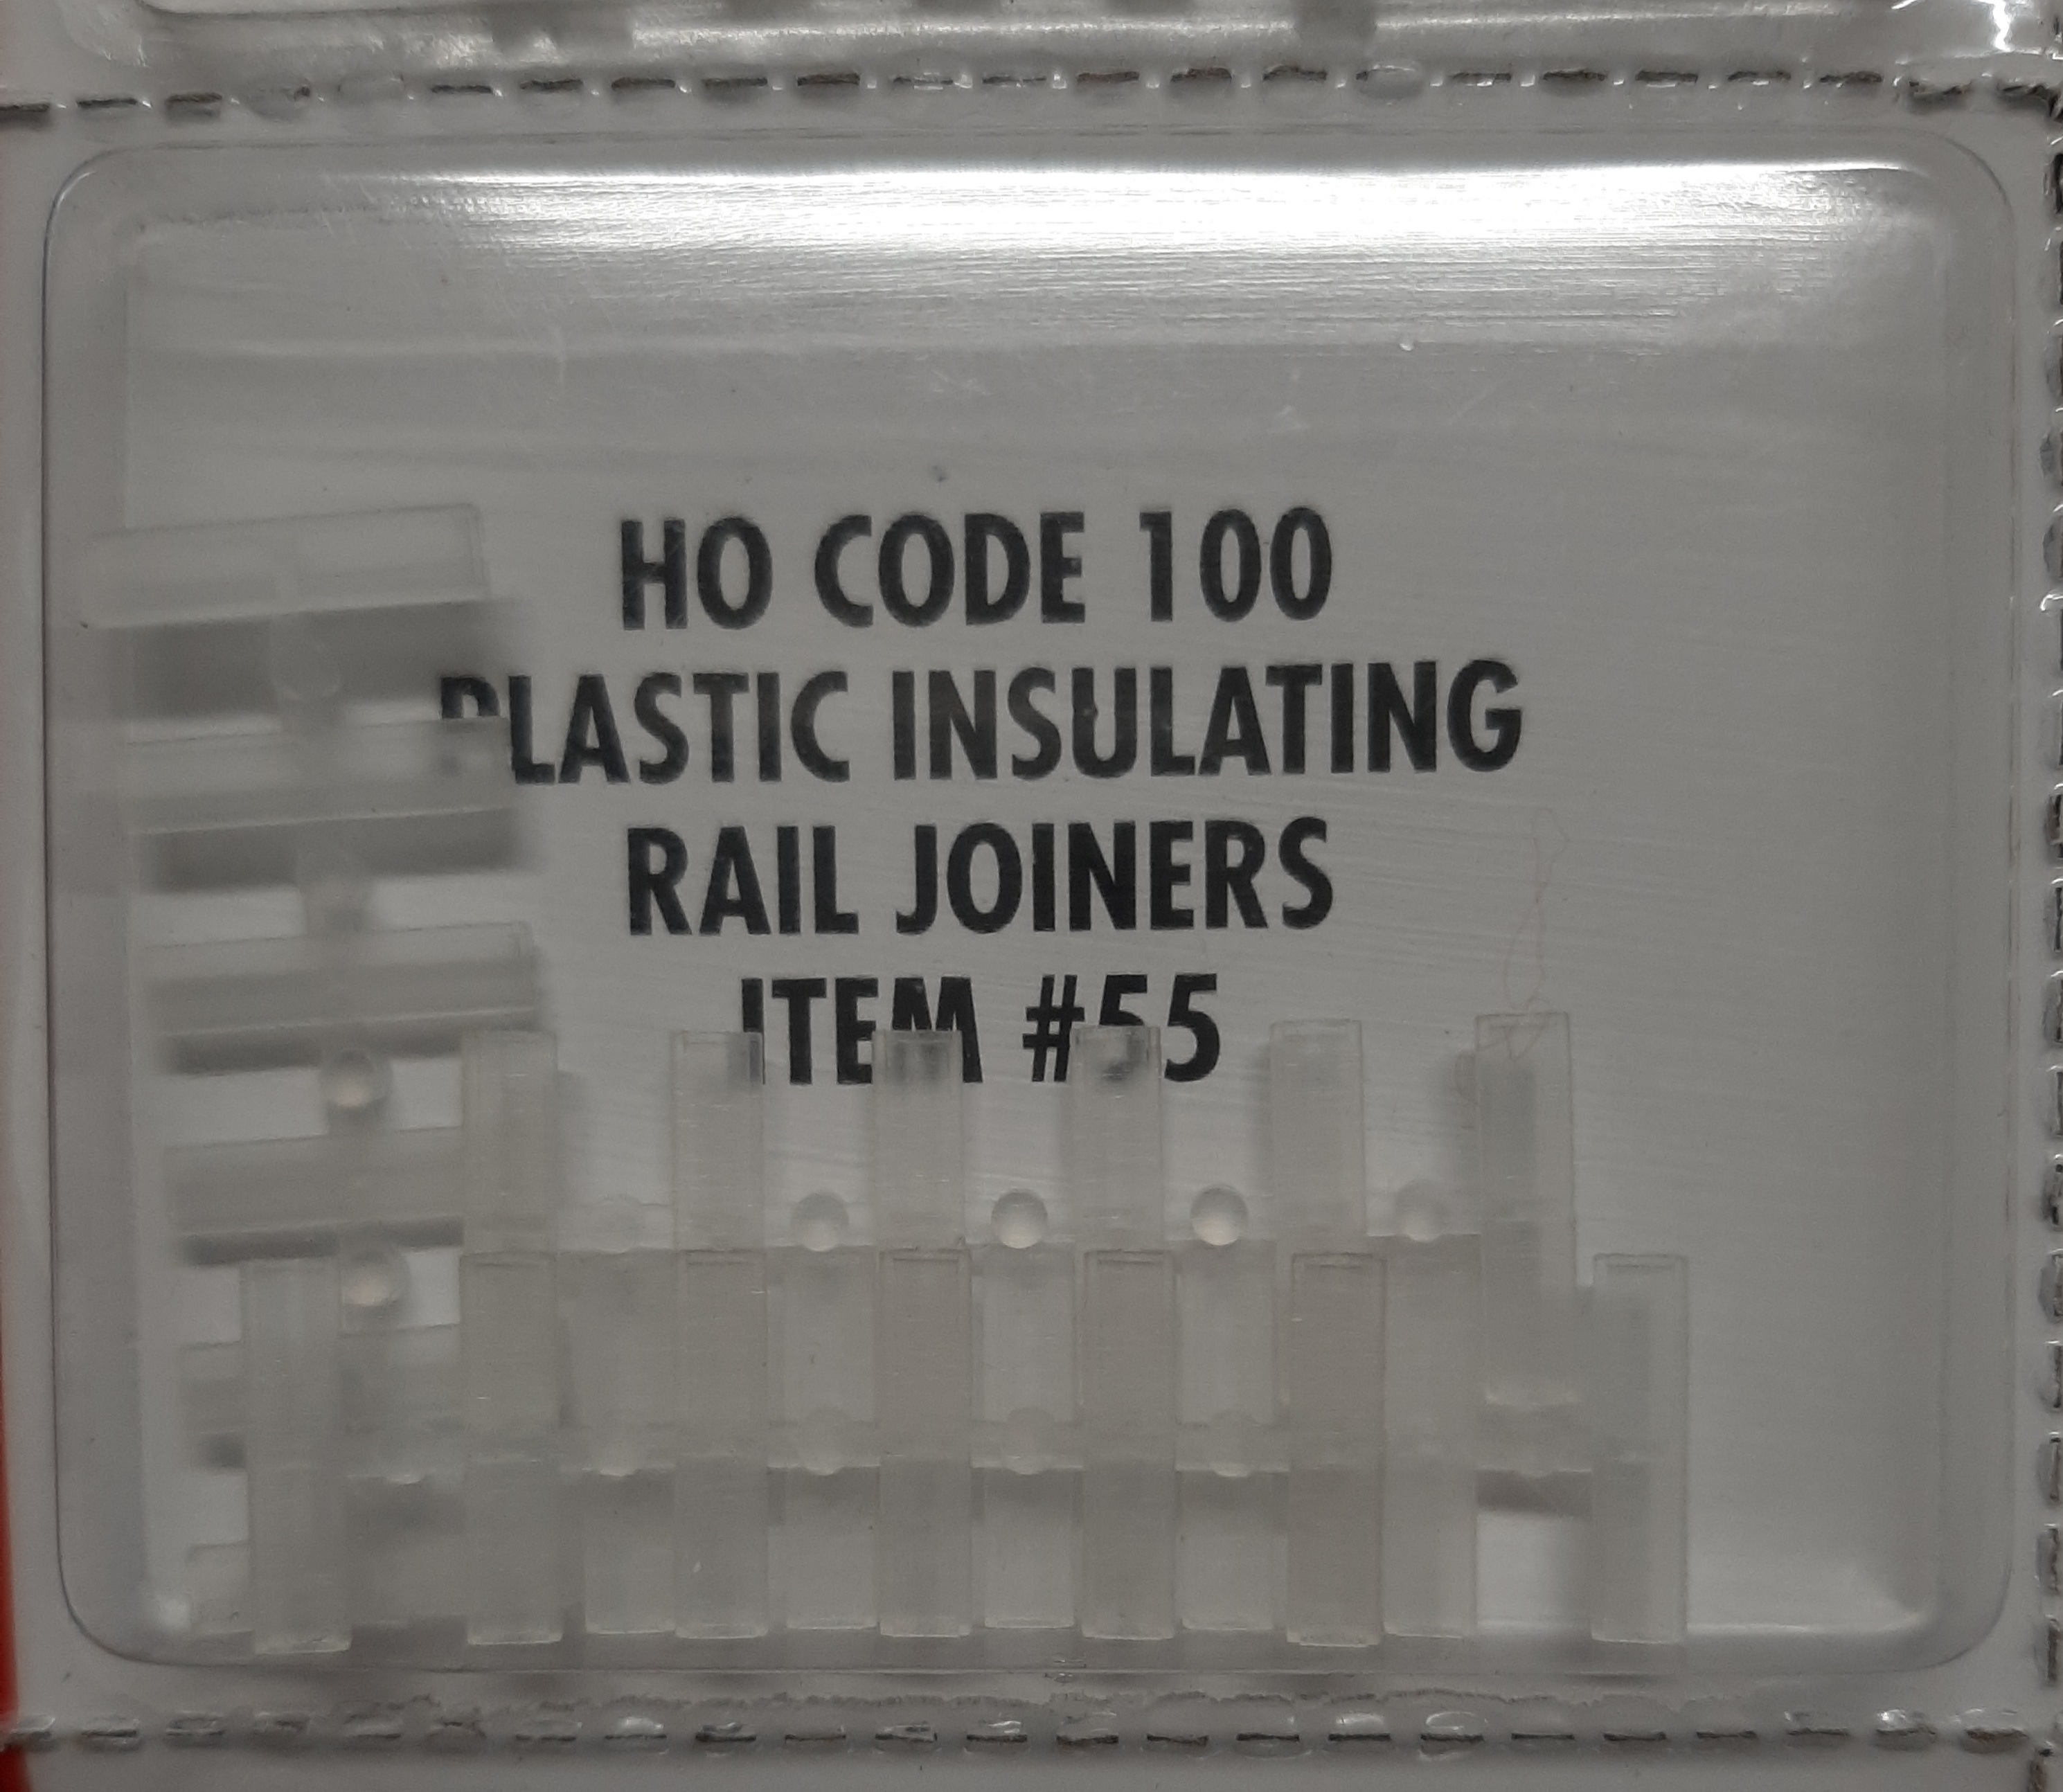 HO CODE 100
PLASTIC INSULATING
RAIL JOINERS
ITEM #55